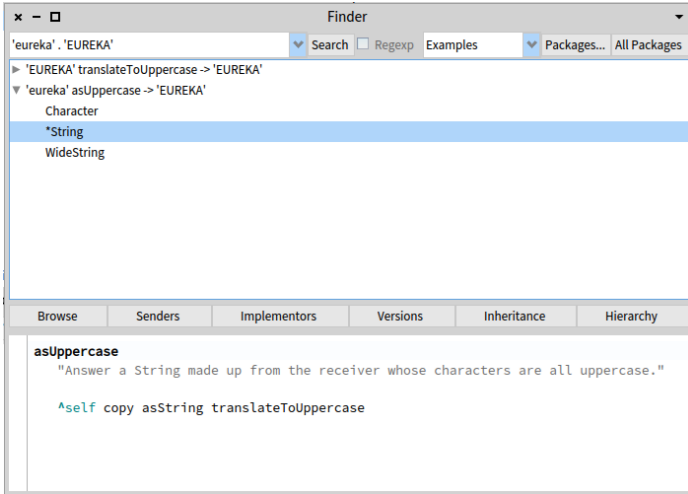 Finder
'eureka' . 'EUREKA' Search Regexp Examples Packages... All Packages
'EUREKA' translateToUppercase -> 'EUREKA'
'eureka' asUppercase -> 'EUREKA'
Character
*String
WideString
Browse Senders Implementors Versions Inheritance Hierarchy
asUppercase
"Answer a String made up from the receiver whose characters are all uppercase."
^self copy asString translateToUppercase